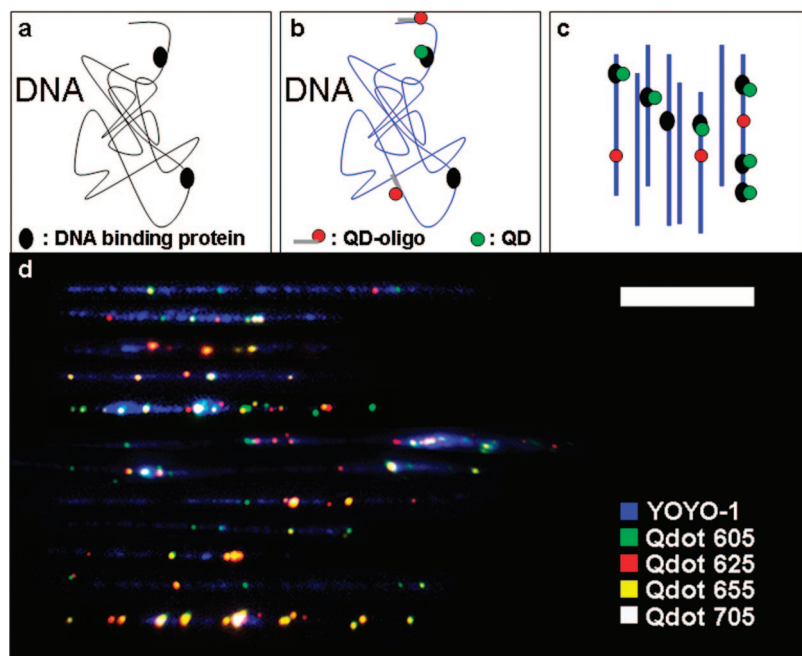 a
DNA
: DNA binding protein
b
DNA
: QD-oligo : QD
c
d
YOYO-1
Qdot 605
Qdot 625
Qdot 655
Qdot 705